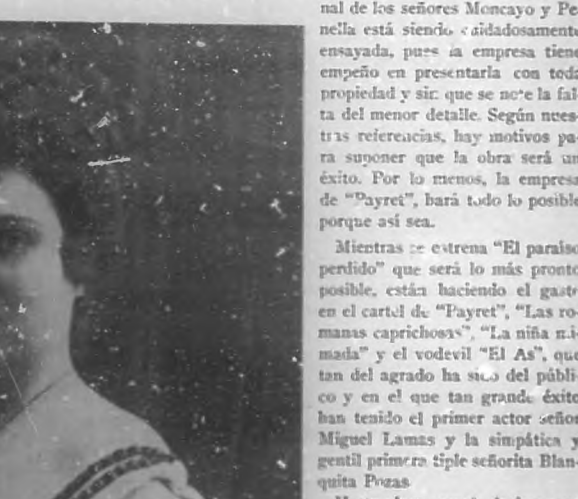 nal de los señores Moncayo y Pe
nella está siendo cuidadosamente
ensayada, pues la empresa tiene
empeño en presentarla con toda
propiedad y sin que se note la fal-
ta del menor detalle. Según nues-
tras referencias, hay motivos pa-
ra suponer que la obra será un
éxito. Por lo menos, la empresa
de "Payret", hará todo lo posible
porque así sea.
Mientras se estrena "El paraiso
perdido" que será lo más pronto
posible, están haciendo el gasto
en el cartel de "Payret", "Las ro-
manas caprichosas", "La niña mi-
mada" y el vodevil "El As", que
tan del agrado ha sido del públi-
co y en el que tan grande éxito
han tenido el primer actor señor
Miguel Lamas y la simpática y
gentil primera tiple señorita Blan-
quita Pozas